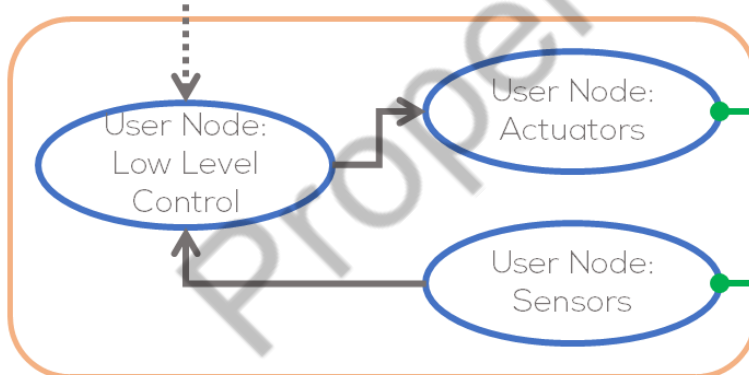 User Node:
Low Level
Control
User Node:
Actuators
User Node:
Sensors
Proper